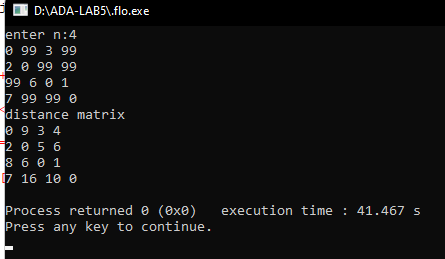 D:\ADA-LAB5\.flo.exe
enter n:4
0 99 3 99
2 0 99 99
99 6 0 1
7 99 99 0
distance matrix
0 9 3 4
2 0 5 6
8 6 0 1
7 16 10 0
Process returned 0 (0x0)   execution time : 41.467 s
Press any key to continue.